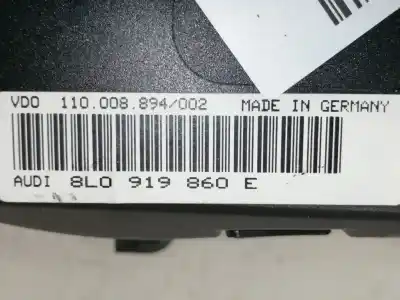 VDO 110.008.894/002 MADE IN GERMANY
AUDI 8L0 919 860 E